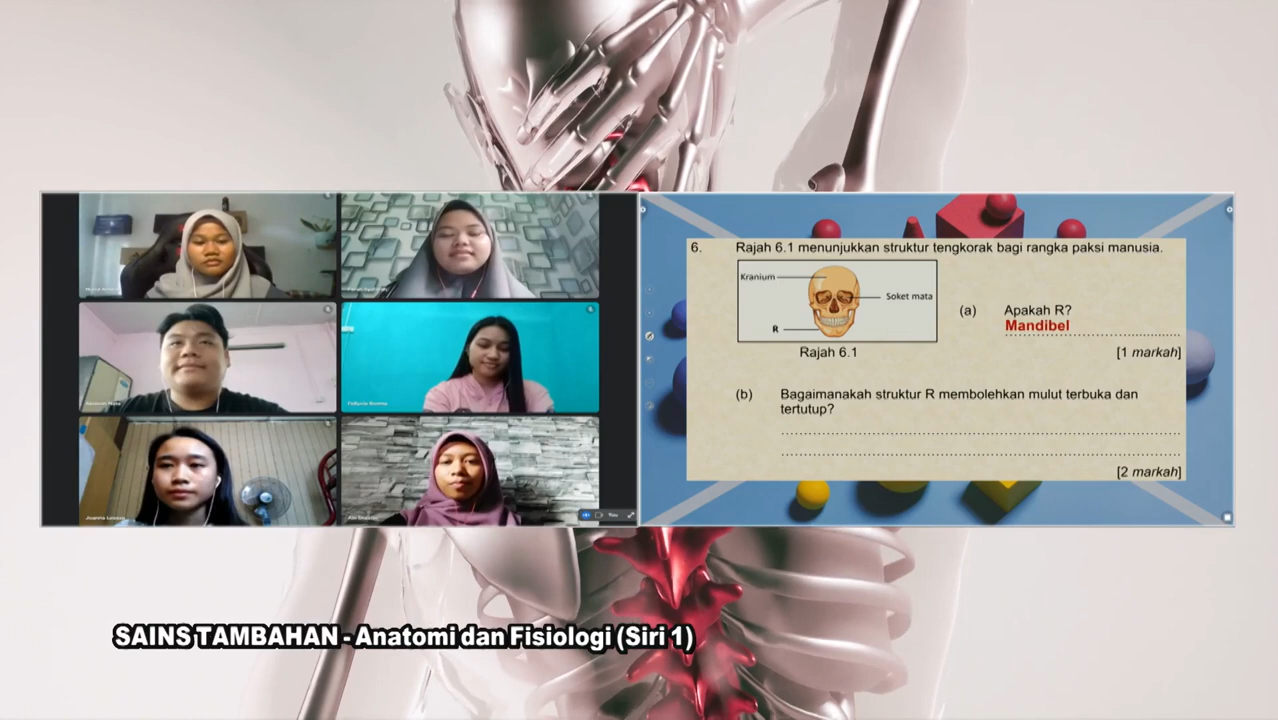 6. Rajah 6.1 menunjukkan struktur tengkorak bagi rangka paksi manusia.
Kranium
Soket mata
R
Rajah 6.1
(a) Apakah R?
Mandibel
[1 markah]
(b) Bagaimanakah struktur R membolehkan mulut terbuka dan
tertutup?
[2 markah]
You
SAINS TAMBAHAN - Anatomi dan Fisiologi (Siri 1)